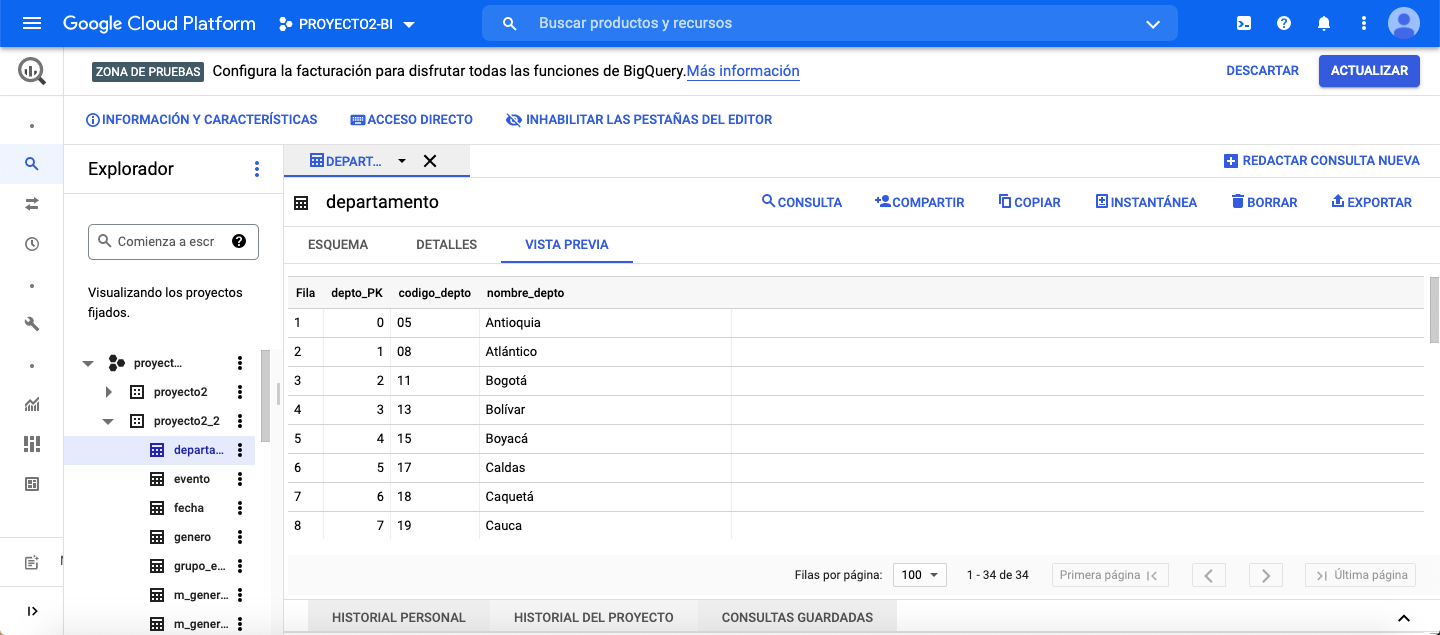 Google Cloud Platform PROYECTO2-BI Buscar productos y recursos
ZONA DE PRUEBAS Configura la facturación para disfrutar todas las funciones de BigQuery. Más información DESCARTAR ACTUALIZAR
INFORMACIÓN Y CARACTERÍSTICAS ACCESO DIRECTO INHABILITAR LAS PESTAÑAS DEL EDITOR
Explorador
Comienza a escr
Visualizando los proyectos
fijados.
proyect...
proyecto2
proyecto2_2
departa...
evento
fecha
genero
grupo_e...
m_gener...
m_gener...
DEPART... REDACTAR CONSULTA NUEVA
departamento CONSULTA COMPARTIR COPIAR INSTANTÁNEA BORRAR EXPORTAR
ESQUEMA DETALLES VISTA PREVIA
Fila depto_PK codigo_depto nombre_depto
1 0 05 Antioquia
2 1 08 Atlántico
3 2 11 Bogotá
4 3 13 Bolívar
5 4 15 Boyacá
6 5 17 Caldas
7 6 18 Caquetá
8 7 19 Cauca
Filas por página: 100 1 - 34 de 34 Primera página Última página
HISTORIAL PERSONAL HISTORIAL DEL PROYECTO CONSULTAS GUARDADAS